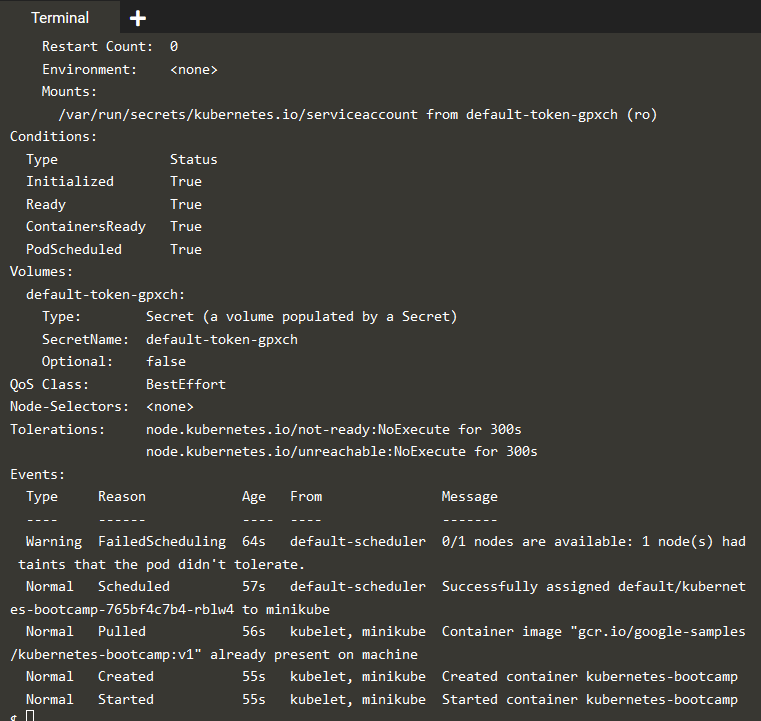 Terminal +
Restart Count:  0
Environment:    <none>
Mounts:
/var/run/secrets/kubernetes.io/serviceaccount from default-token-gpxch (ro)
Conditions:
Type              Status
Initialized       True
Ready             True
ContainersReady   True
PodScheduled      True
Volumes:
default-token-gpxch:
Type:        Secret (a volume populated by a Secret)
SecretName:  default-token-gpxch
Optional:    false
QoS Class:       BestEffort
Node-Selectors:  <none>
Tolerations:     node.kubernetes.io/not-ready:NoExecute for 300s
node.kubernetes.io/unreachable:NoExecute for 300s
Events:
Type     Reason            Age   From               Message
----     ------            ----  ----               -------
Warning  FailedScheduling  64s   default-scheduler  0/1 nodes are available: 1 node(s) had
taints that the pod didn't tolerate.
Normal   Scheduled         57s   default-scheduler  Successfully assigned default/kubernet
es-bootcamp-765bf4c7b4-rblw4 to minikube
Normal   Pulled            56s   kubelet, minikube  Container image "gcr.io/google-samples
/kubernetes-bootcamp:v1" already present on machine
Normal   Created           55s   kubelet, minikube  Created container kubernetes-bootcamp
Normal   Started           55s   kubelet, minikube  Started container kubernetes-bootcamp
$